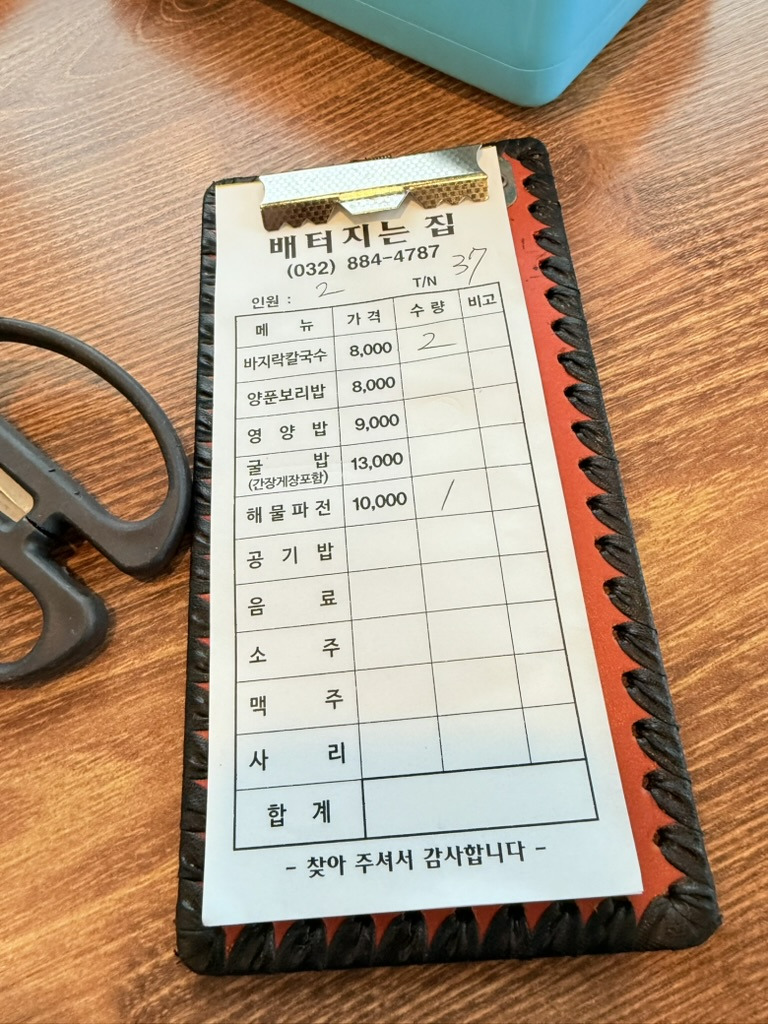 배터지는 집
(032) 884-4787
인원 : 2 T/N 37
메뉴 가격 수량 비고
바지락칼국수 8,000 2
양푼보리밥 8,000
영양밥 9,000
굴밥 13,000
(간장게장포함)
해물파전 10,000 1
공기밥
음료
소주
맥주
사리
합계
- 찾아 주셔서 감사합니다 -